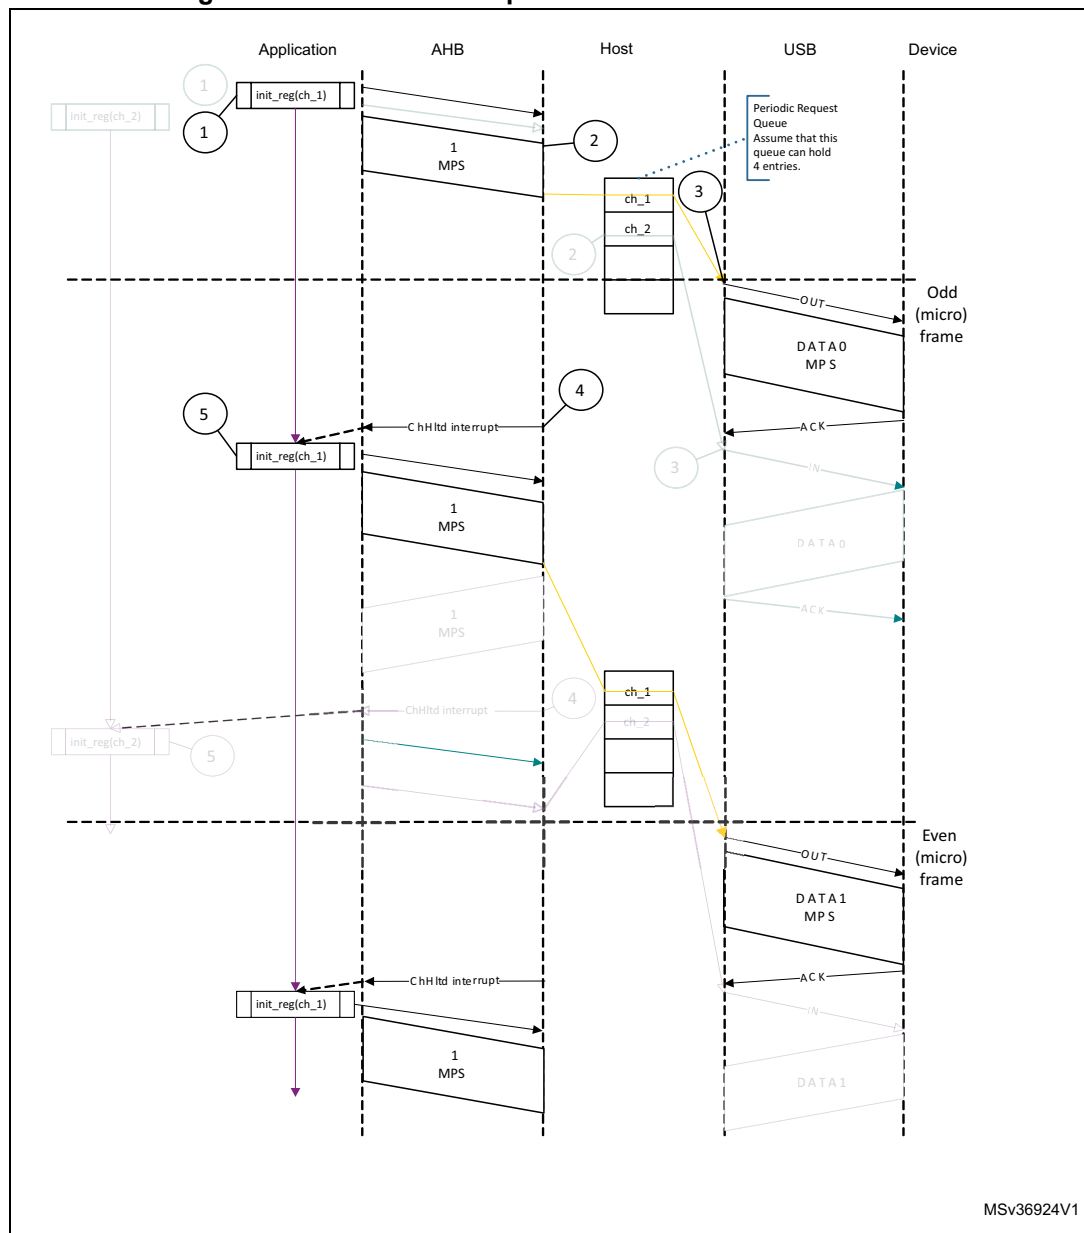 Application AHB Host USB Device
1
init_reg(ch_1)
init_reg(ch_2)
1
2
1
MPS
Periodic Request
Queue
Assume that this
queue can hold
4 entries.
3
ch_1
ch_2
2
OUT
Odd
(micro)
frame
DATA0
MPS
4
5
ChHltd interrupt
ACK
init_reg(ch_1)
3
IN
1
MPS
DATA0
1
MPS
ACK
ch_1
4
ChHltd interrupt
ch_2
init_reg(ch_2)
5
Even
(micro)
frame
OUT
DATA1
MPS
ChHltd interrupt
ACK
init_reg(ch_1)
IN
1
MPS
DATA1
MSv36924V1